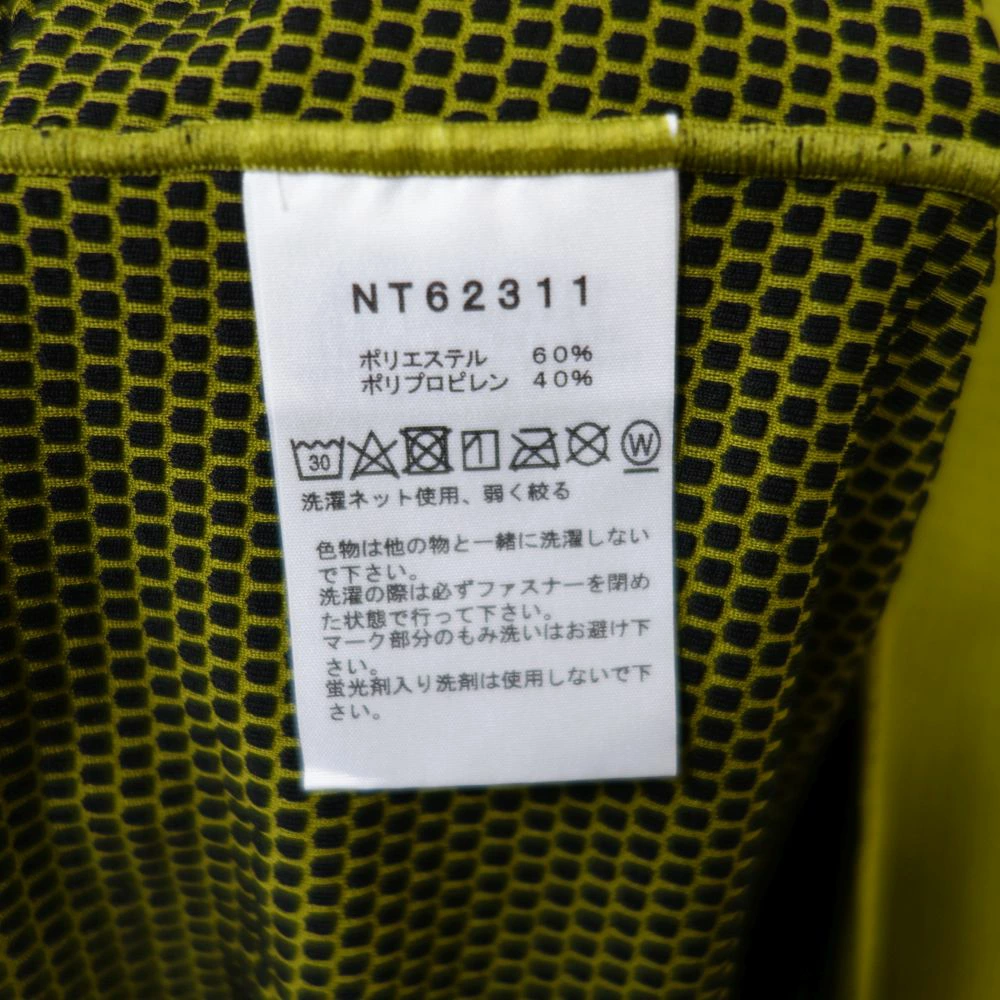 NT62311
ポリエステル 60%
ポリプロピレン 40%
30 W
洗濯ネット使用、弱く絞る
色物は他の物と一緒に洗濯しない
で下さい。
洗濯の際は必ずファスナーを閉め
た状態で行って下さい。
マーク部分のもみ洗いはお避け下
さい。
蛍光剤入り洗剤は使用しないで下
さい。